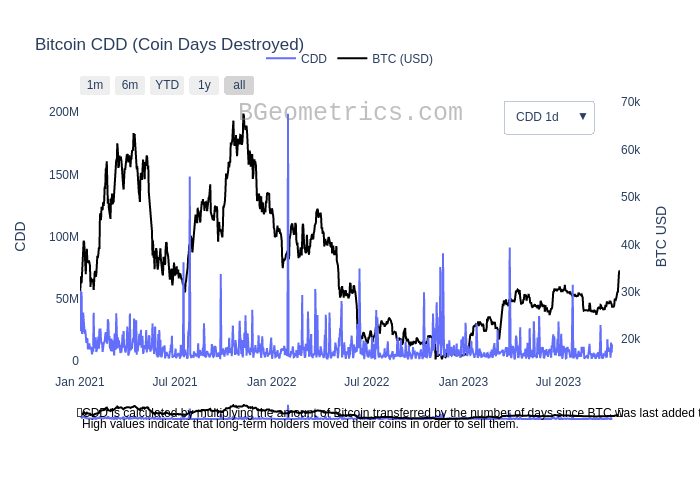 Bitcoin CDD (Coin Days Destroyed)
CDD BTC (USD)
1m 6m YTD 1y all
BGeometrics.com
CDD 1d ▼
200M
150M
100M
50M
0
CDD
70k
60k
50k
40k
30k
20k
BTC USD
Jan 2021 Jul 2021 Jan 2022 Jul 2022 Jan 2023 Jul 2023
CDD is calculated by multiplying the amount of Bitcoin transferred by the number of days since BTC was last added t
High values indicate that long-term holders moved their coins in order to sell them.